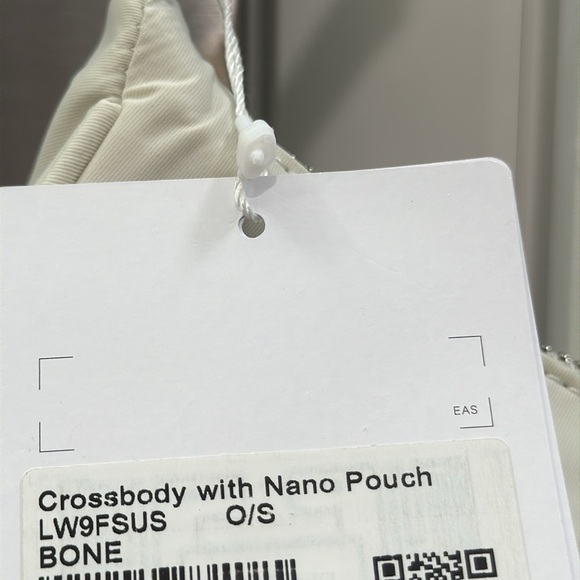 EAS
Crossbody with Nano Pouch
LW9FSUS O/S
BONE